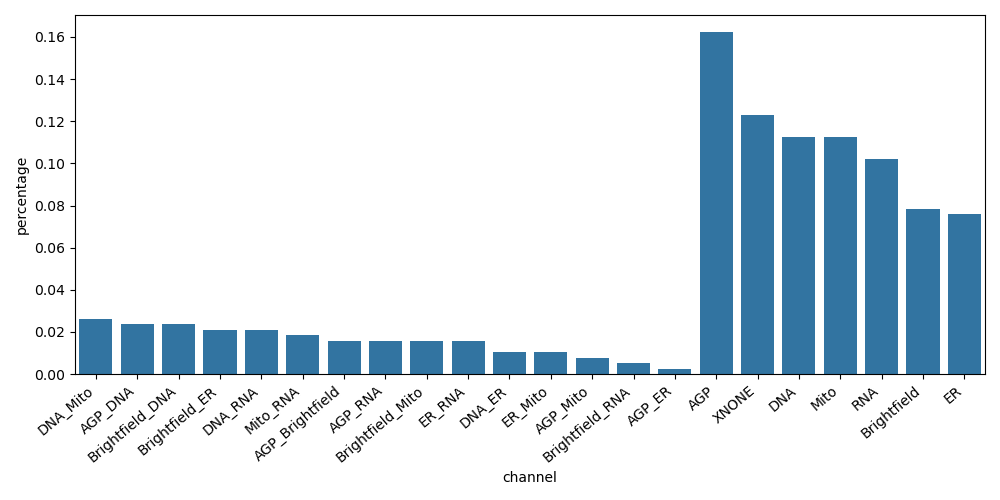 percentage
0.16
0.14
0.12
0.10
0.08
0.06
0.04
0.02
0.00
DNA_Mito
AGP_DNA
Brightfield_DNA
Brightfield_ER
DNA_RNA
Mito_RNA
AGP_Brightfield
AGP_RNA
Brightfield_Mito
ER_RNA
DNA_ER
ER_Mito
AGP_Mito
Brightfield_RNA
AGP_ER
AGP
XNONE
DNA
Mito
RNA
Brightfield
ER
channel